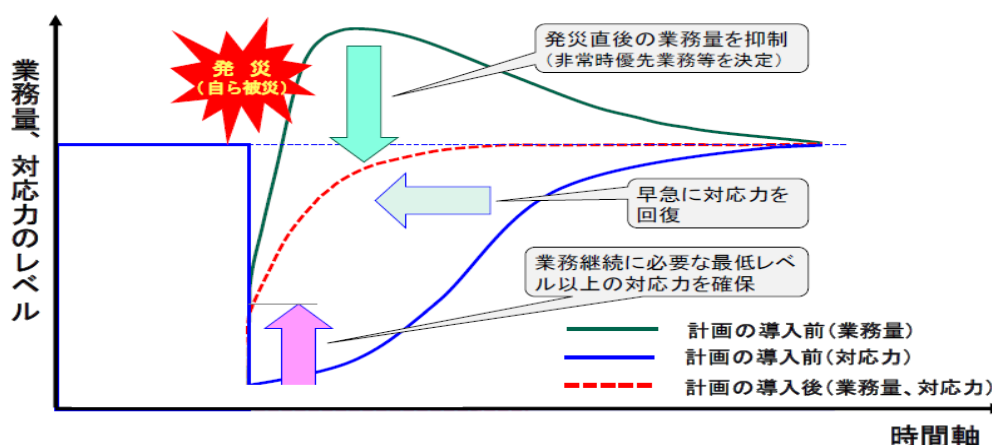 業務量、対応力のレベル
発 災
(自ら被災)
発災直後の業務量を抑制
(非常時優先業務等を決定)
早急に対応力を
回復
業務継続に必要な最低レベ
ル以上の対応力を確保
計画の導入前(業務量)
計画の導入前(対応力)
計画の導入後(業務量、対応力)
時間軸